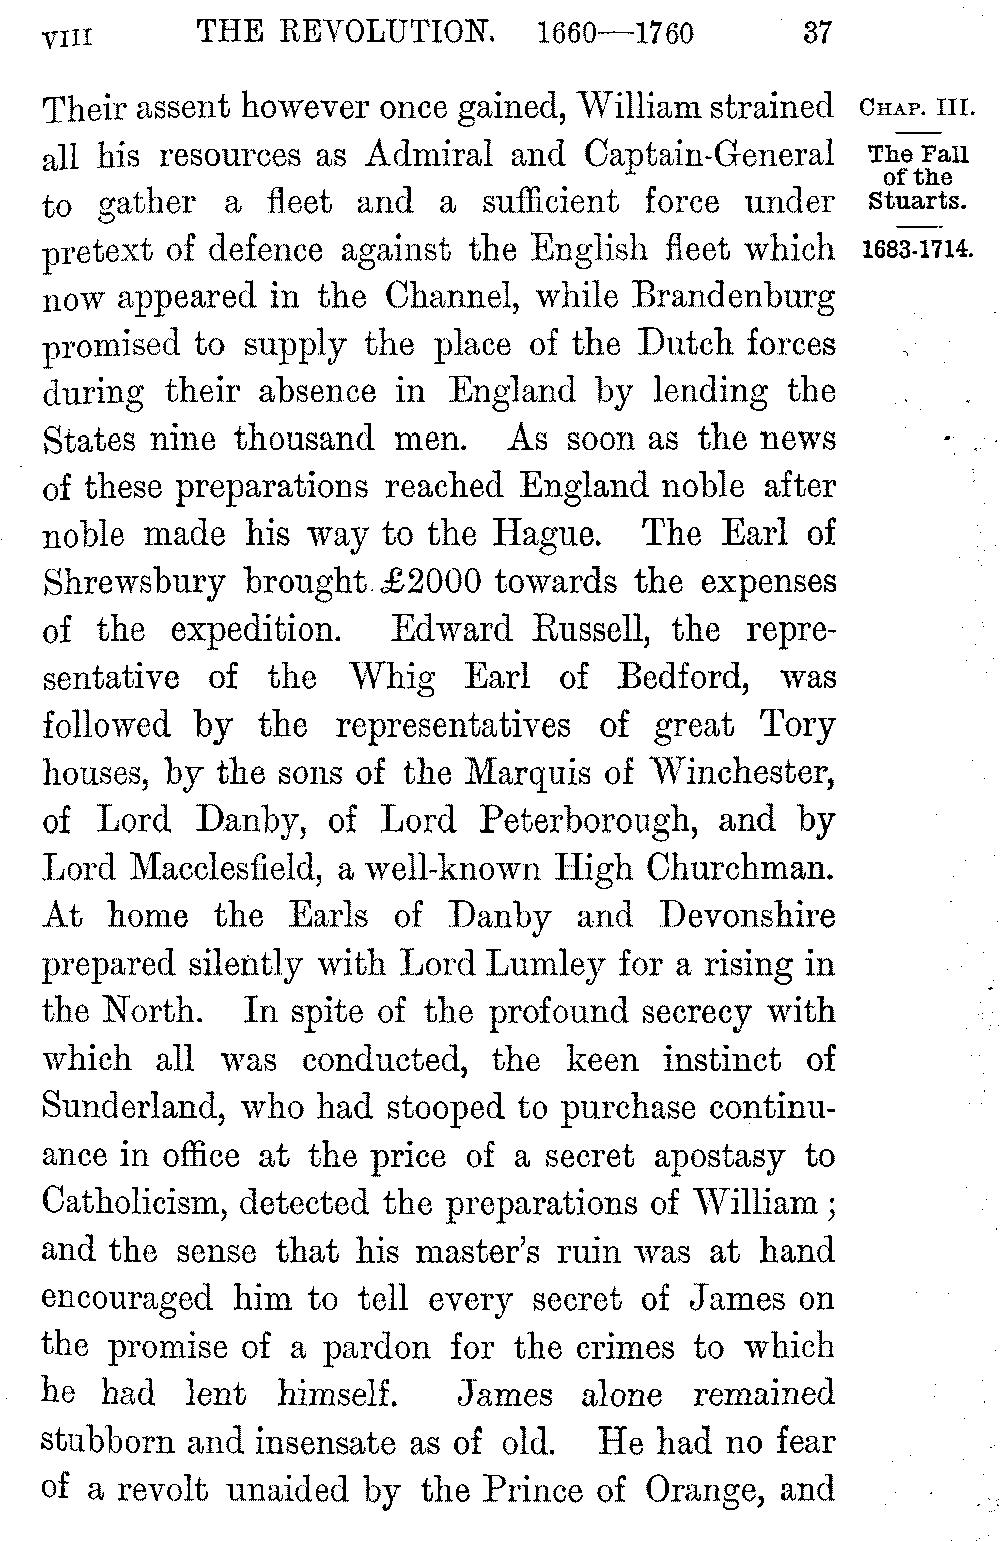 VIII THE REVOLUTION. 1660—1760 37
Their assent however once gained, William strained
all his resources as Admiral and Captain-General
to gather a fleet and a sufficient force under
pretext of defence against the English fleet which
now appeared in the Channel, while Brandenburg
promised to supply the place of the Dutch forces
during their absence in England by lending the
States nine thousand men. As soon as the news
of these preparations reached England noble after
noble made his way to the Hague. The Earl of
Shrewsbury brought £2000 towards the expenses
of the expedition. Edward Russell, the repre-
sentative of the Whig Earl of Bedford, was
followed by the representatives of great Tory
houses, by the sons of the Marquis of Winchester,
of Lord Danby, of Lord Peterborough, and by
Lord Macclesfield, a well-known High Churchman.
At home the Earls of Danby and Devonshire
prepared silently with Lord Lumley for a rising in
the North. In spite of the profound secrecy with
which all was conducted, the keen instinct of
Sunderland, who had stooped to purchase continu-
ance in office at the price of a secret apostasy to
Catholicism, detected the preparations of William ;
and the sense that his master's ruin was at hand
encouraged him to tell every secret of James on
the promise of a pardon for the crimes to which
he had lent himself. James alone remained
stubborn and insensate as of old. He had no fear
of a revolt unaided by the Prince of Orange, and
CHAP. III.
The Fall
of the
Stuarts.
1683-1714.